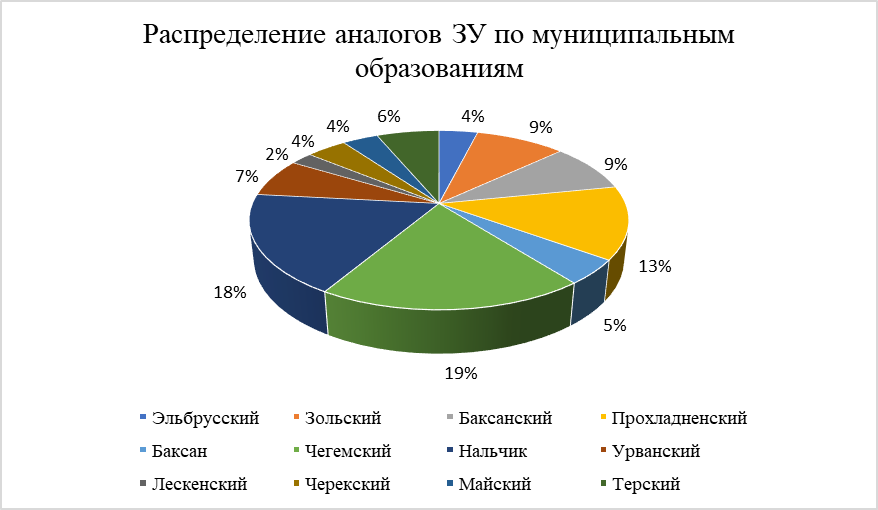 Распределение аналогов ЗУ по муниципальным
образованиям
6% 4%
4% 9%
4%
2% 9%
7%
13%
18%
5%
19%
Эльбрусский Зольский Баксанский Прохладненский
Баксан Чегемский Нальчик Урванский
Лескенский Черекский Майский Терский